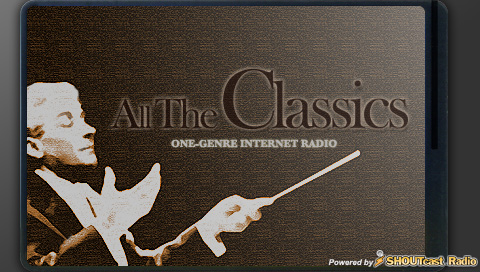 All The Classics
ONE-GENRE INTERNET RADIO
Powered by SHOUTcast Radio